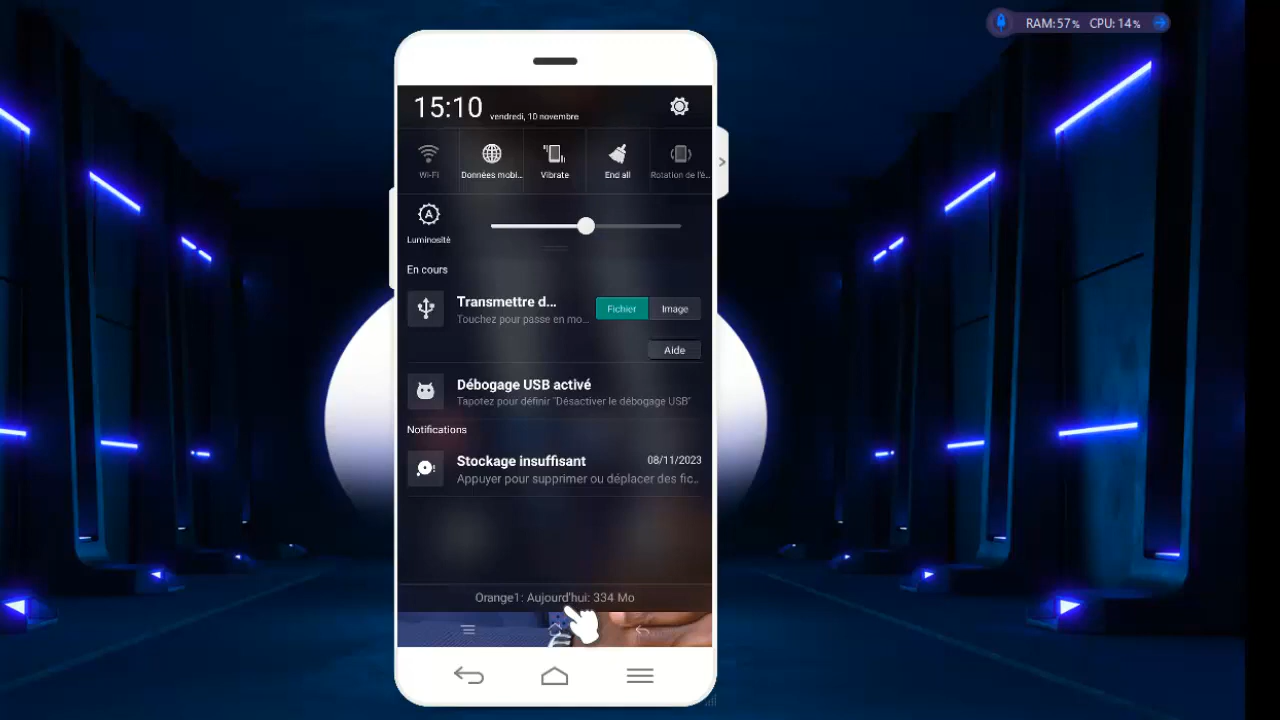 RAM:57% CPU: 14%
15:10 vendredi, 10 novembre
Wi-Fi Données mobi... Vibrate End all Rotation de l'é...
A
Luminosité
En cours
Transmettre d... Fichier Image
Touchez pour passe en mo...
Aide
Débogage USB activé
Tapotez pour définir "Désactiver le débogage USB"
Notifications
Stockage insuffisant 08/11/2023
Appuyer pour supprimer ou déplacer des fic..
Orange1: Aujourd'hui: 334 Mo